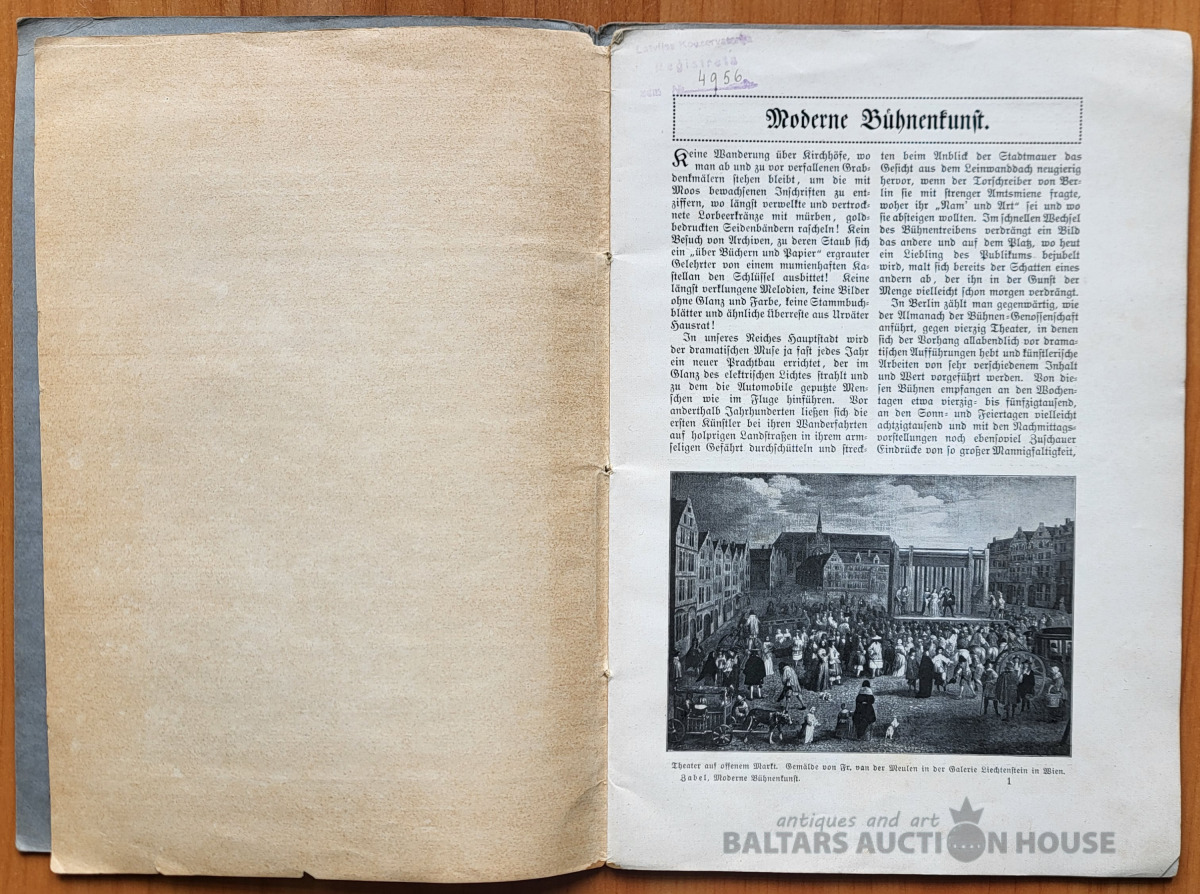 Latvijas Konservatorija
Reģistrets
zem № 4956
Moderne Bühnenkunst.
Keine Wanderung über Kirchhöfe, wo
man ab und zu vor verfallenen Grab-
denkmälern stehen bleibt, um die mit
Moos bewachsenen Inschriften zu ent-
ziffern, wo längst verwelkte und vertrock-
nete Lorbeerkränze mit mürben, gold-
bedruckten Seidenbändern rascheln! Kein
Besuch von Archiven, zu deren Staub sich
ein „über Büchern und Papier“ ergrauter
Gelehrter von einem mumienhaften Ka-
stellan den Schlüssel ausbittet! Keine
längst verklungene Melodien, keine Bilder
ohne Glanz und Farbe, keine Stammbuch-
blätter und ähnliche Überreste aus Urväter
Hausrat!
In unseres Reiches Hauptstadt wird
der dramatischen Muse ja fast jedes Jahr
ein neuer Prachtbau errichtet, der im
Glanz des elektrischen Lichtes strahlt und
zu dem die Automobile geputzte Men-
schen wie im Fluge hinführen. Vor
anderthalb Jahrhunderten ließen sich die
ersten Künstler bei ihren Wanderfahrten
auf holprigen Landstraßen in ihrem arm-
seligen Gefährt durchschütteln und streck-
ten beim Anblick der Stadtmauer das
Gesicht aus dem Leinwanddach neugierig
hervor, wenn der Torschreiber von Ber-
lin sie mit strenger Amtsmiene fragte,
woher ihr „Nam' und Art“ sei und wo
sie absteigen wollten. Im schnellen Wechsel
des Bühnentreibens verdrängt ein Bild
das andere und auf dem Platz, wo heut
ein Liebling des Publikums bejubelt
wird, malt sich bereits der Schatten eines
andern ab, der ihn in der Gunst der
Menge vielleicht schon morgen verdrängt.
In Berlin zählt man gegenwärtig, wie
der Almanach der Bühnen-Genossenschaft
anführt, gegen vierzig Theater, in denen
sich der Vorhang allabendlich vor drama-
tischen Aufführungen hebt und künstlerische
Arbeiten von sehr verschiedenem Inhalt
und Wert vorgeführt werden. Von die-
sen Bühnen empfangen an den Wochen-
tagen etwa vierzig- bis fünfzigtausend,
an den Sonn- und Feiertagen vielleicht
achtzigtausend und mit den Nachmittags-
vorstellungen noch ebensoviel Zuschauer
Eindrücke von so großer Mannigfaltigkeit,
Theater auf offenem Markt. Gemälde von Fr. van der Meulen in der Galerie Liechtenstein in Wien.
Zabel, Moderne Bühnenkunst. 1
antiques and art
BALTARS AUCTION HOUSE